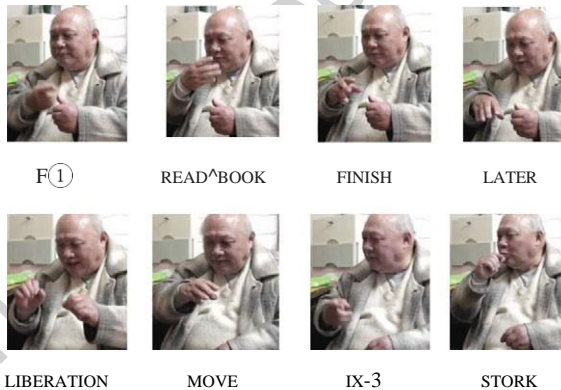 F①
READ^BOOK
FINISH
LATER
LIBERATION
MOVE
IX-3
STORK